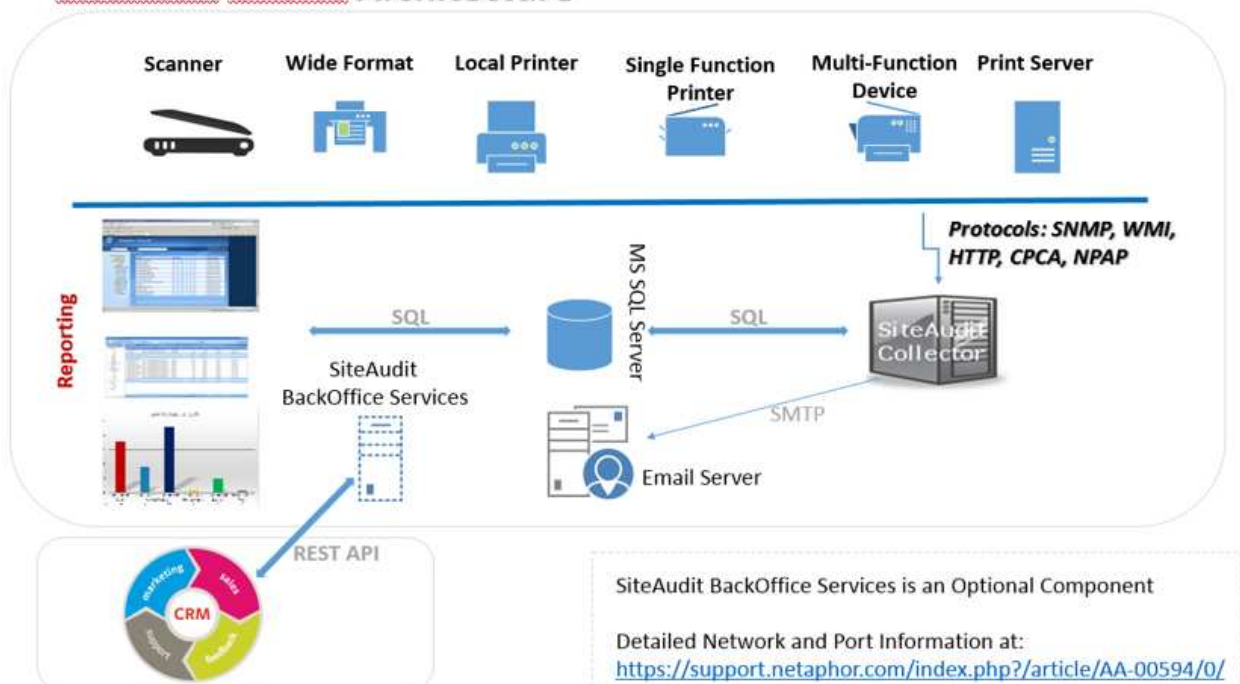 Scanner
Wide Format
Local Printer
Single Function
Printer
Multi-Function
Device
Print Server
Protocols: SNMP, WMI,
HTTP, CPCA, NPAP
Reporting
SQL
MS SQL Server
SQL
SiteAudit
Collector
SiteAudit
BackOffice Services
SMTP
Email Server
REST API
marketing
sales
CRM
support
feedback
SiteAudit BackOffice Services is an Optional Component
Detailed Network and Port Information at:
https://support.netaphor.com/index.php?/article/AA-00594/0/